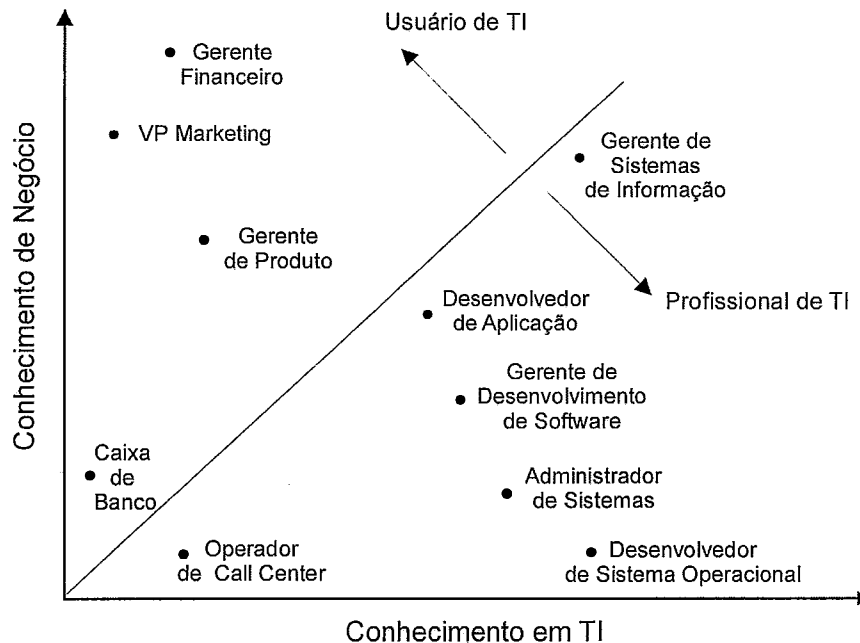 Usuário de TI
Gerente
Financeiro
VP Marketing
Gerente de
Sistemas
de Informação
Gerente
de Produto
Profissional de TI
Desenvolvedor
de Aplicação
Gerente de
Desenvolvimento
de Software
Caixa
de
Banco
Administrador
de Sistemas
Operador
de Call Center
Desenvolvedor
de Sistema Operacional
Conhecimento de Negócio
Conhecimento em TI